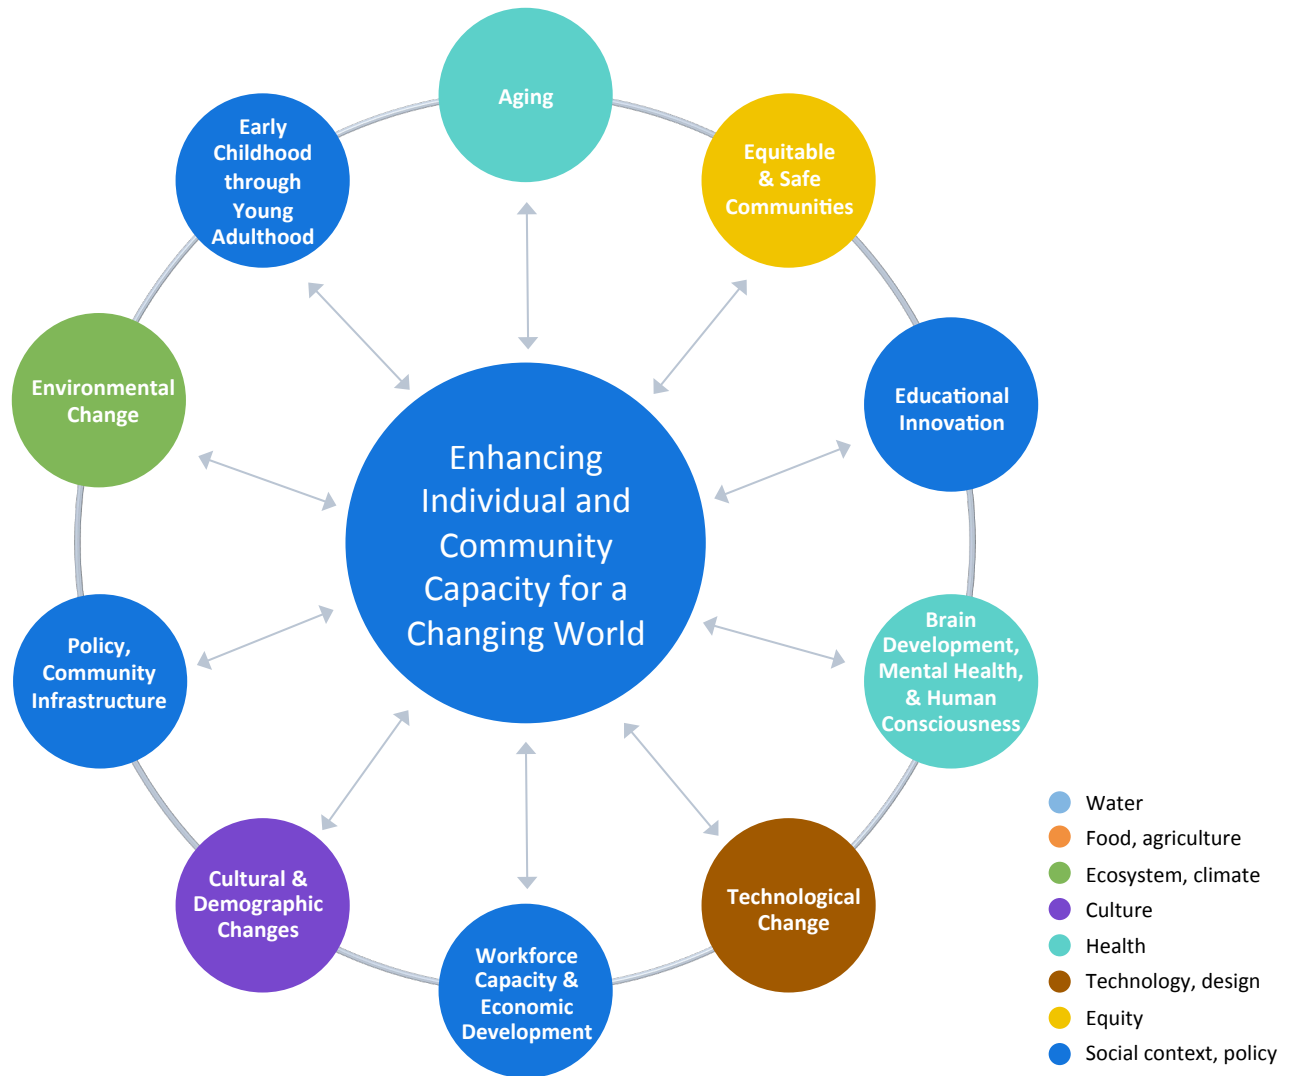 Aging
Early
Childhood
through
Young
Adulthood
Equitable
& Safe
Communities
Environmental
Change
Educational
Innovation
Enhancing
Individual and
Community
Capacity for a
Changing World
Policy,
Community
Infrastructure
Brain
Development,
Mental Health,
& Human
Consciousness
Cultural &
Demographic
Changes
Technological
Change
Workforce
Capacity &
Economic
Development
Water
Food, agriculture
Ecosystem, climate
Culture
Health
Technology, design
Equity
Social context, policy